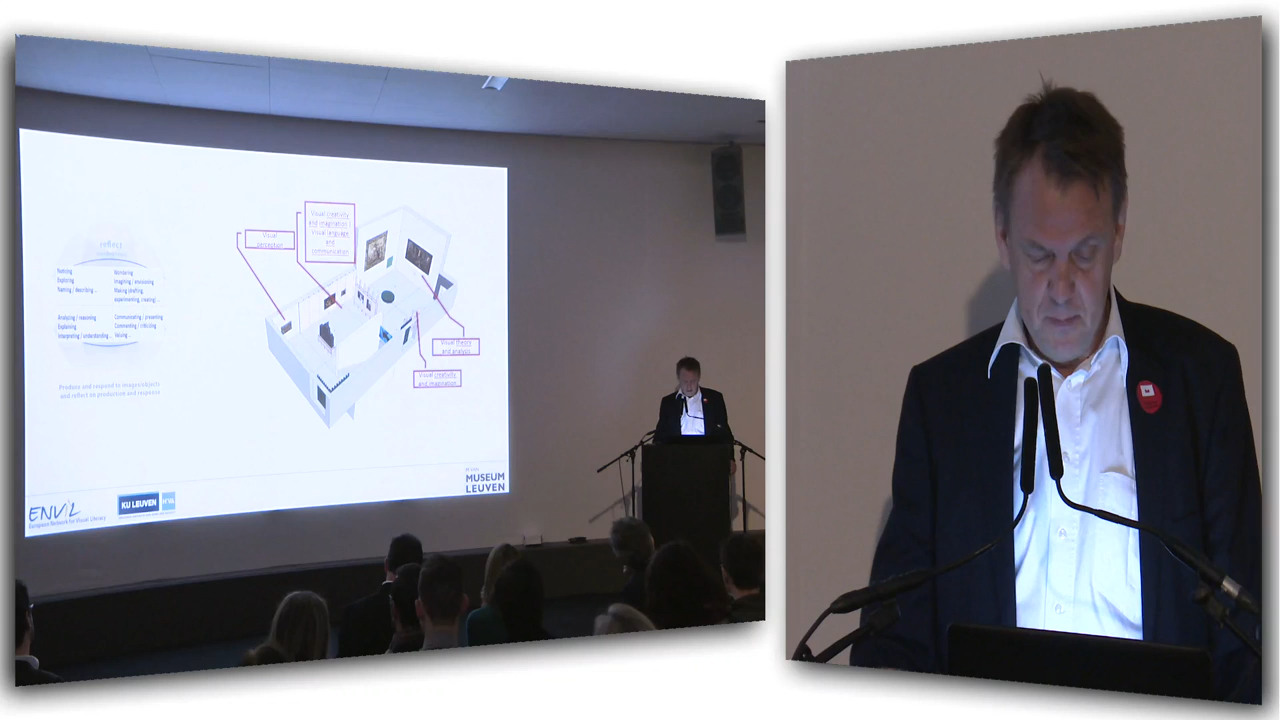 reflect
Naming
Exploring
Naming / describing ...
Wondering
Imagining / envisioning
Making (drafting,
experimenting, creating) ...
Analyzing / reasoning
Explaining
Interpreting / understanding ...
Communicating / presenting
Commenting / criticizing
Valuing ...
Produce and respond to images/objects
and reflect on production and response
Visual
perception
Visual creativity
and imagination |
Visual language
and
communication
Visual theory
and analysis
Visual creativity
and imagination
ENViL
European Network for Visual Literacy
KU LEUVEN
MUSEUM
LEUVEN